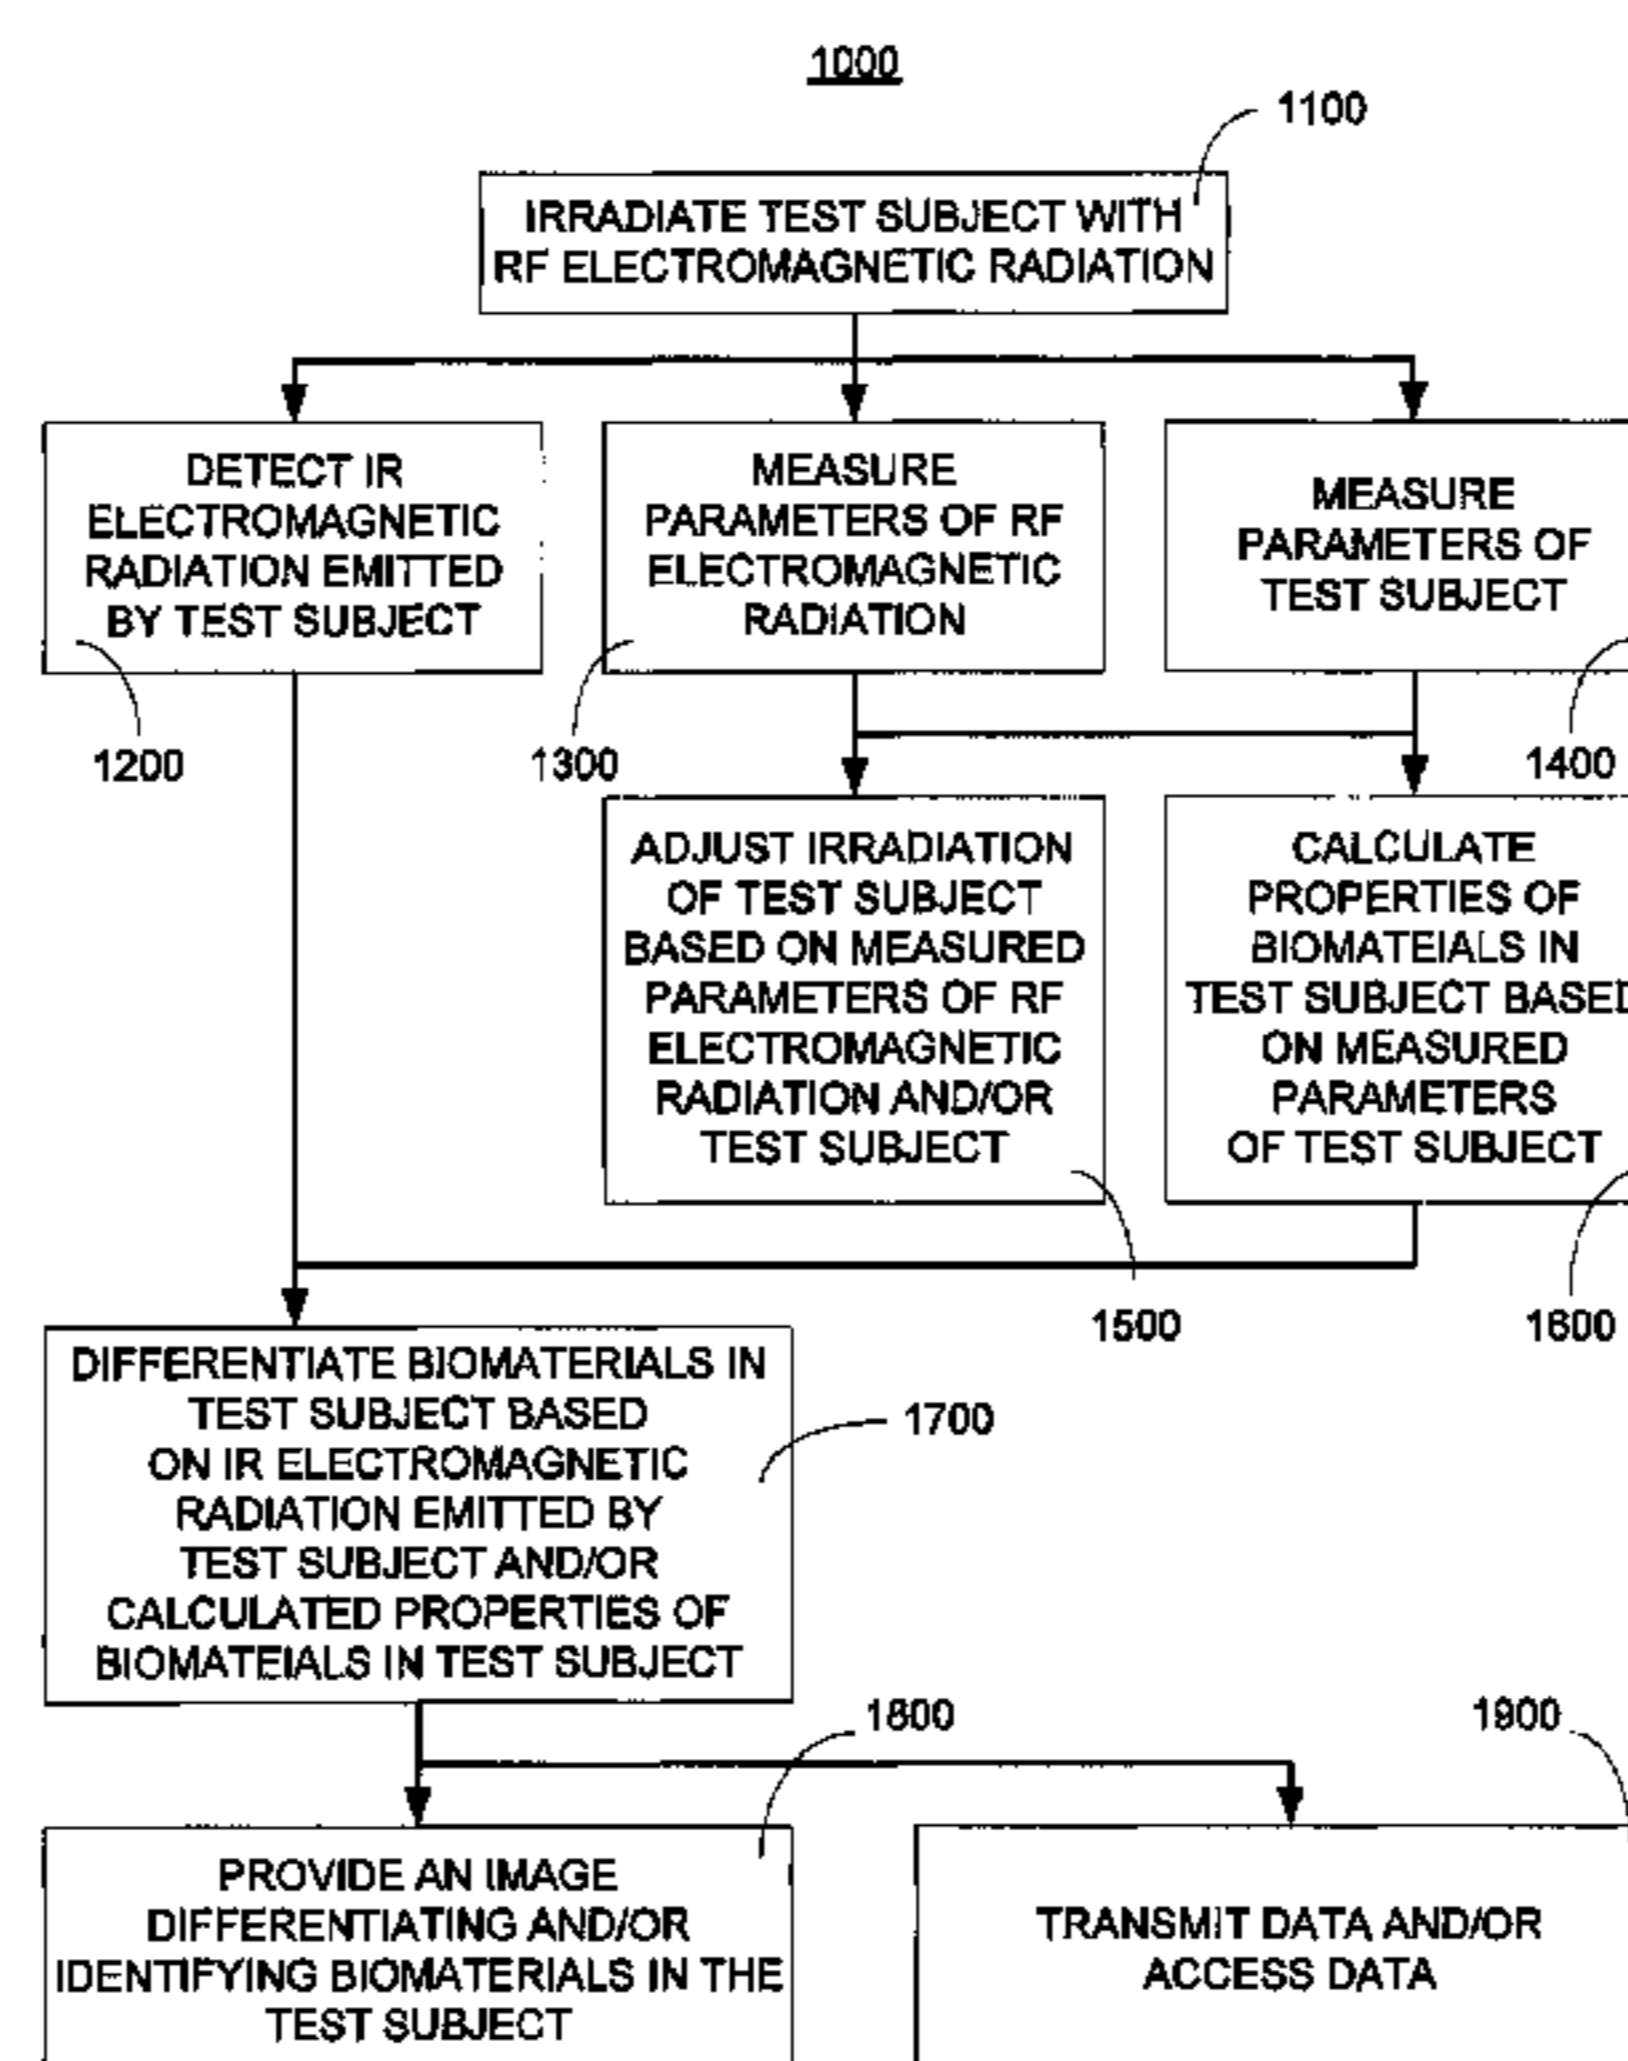 1000
1100
IRRADIATE TEST SUBJECT WITH
RF ELECTROMAGNETIC RADIATION
DETECT IR
ELECTROMAGNETIC
RADIATION EMITTED
BY TEST SUBJECT
1200
MEASURE
PARAMETERS OF RF
ELECTROMAGNETIC
RADIATION
1300
MEASURE
PARAMETERS OF
TEST SUBJECT
1400
ADJUST IRRADIATION
OF TEST SUBJECT
BASED ON MEASURED
PARAMETERS OF RF
ELECTROMAGNETIC
RADIATION AND/OR
TEST SUBJECT
1500
CALCULATE
PROPERTIES OF
BIOMATEIALS IN
TEST SUBJECT BASED
ON MEASURED
PARAMETERS
OF TEST SUBJECT
1600
DIFFERENTIATE BIOMATERIALS IN
TEST SUBJECT BASED
ON IR ELECTROMAGNETIC
RADIATION EMITTED BY
TEST SUBJECT AND/OR
CALCULATED PROPERTIES OF
BIOMATEIALS IN TEST SUBJECT
1700
1800
PROVIDE AN IMAGE
DIFFERENTIATING AND/OR
IDENTIFYING BIOMATERIALS IN THE
TEST SUBJECT
1900
TRANSMIT DATA AND/OR
ACCESS DATA